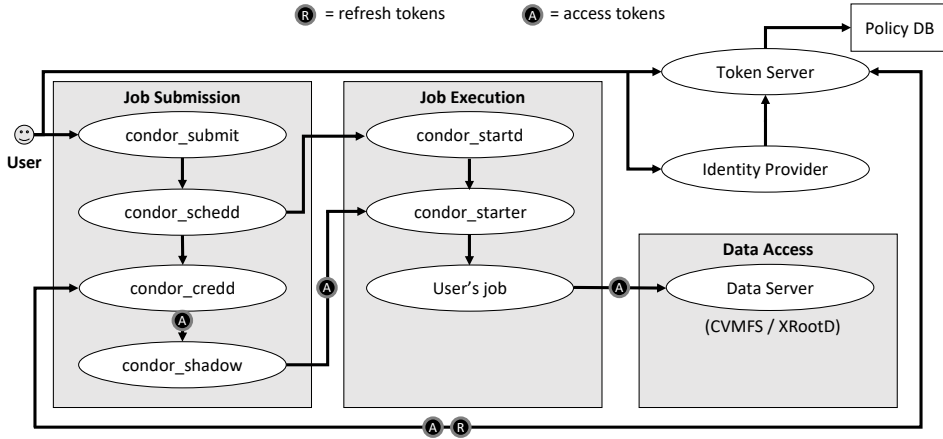 R = refresh tokens
A = access tokens
Policy DB
Token Server
Job Submission
Job Execution
User
condor_submit
condor_startd
Identity Provider
condor_schedd
condor_starter
Data Access
condor_credd
A
User's job
A
Data Server
A
(CVMFS / XRootD)
condor_shadow
A R